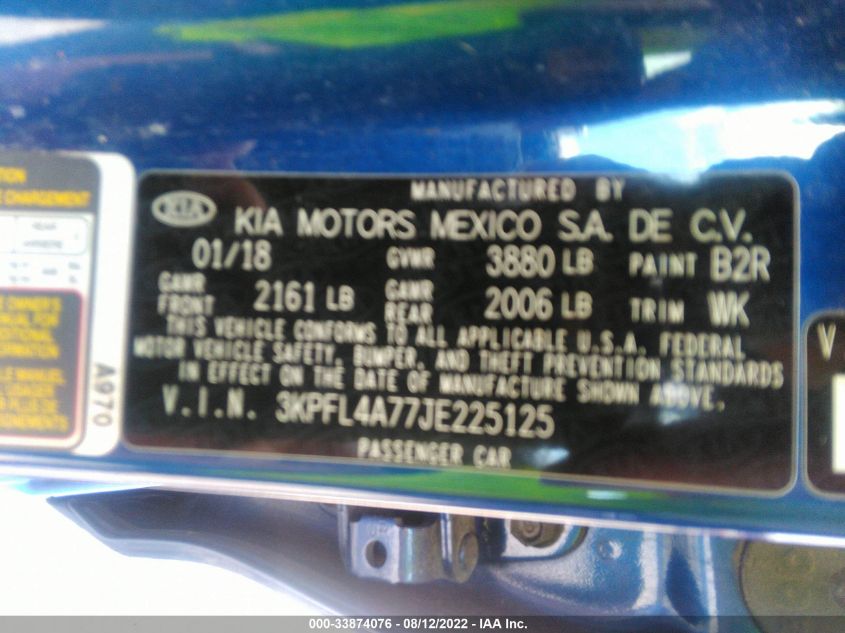 MANUFACTURED BY
KIA
KIA MOTORS MEXICO S.A. DE C.V.
01/18 GVWR 3880 LB PAINT B2R
GAWR FRONT 2161 LB GAWR REAR 2006 LB TRIM WK
THIS VEHICLE CONFORMS TO ALL APPLICABLE U.S.A. FEDERAL
MOTOR VEHICLE SAFETY, BUMPER, AND THEFT PREVENTION STANDARDS
IN EFFECT ON THE DATE OF MANUFACTURE SHOWN ABOVE.
V.I.N. 3KPFL4A77JE225125
PASSENGER CAR
A970
CHARGEMENT
V
000-33874076 - 08/12/2022 - IAA Inc.